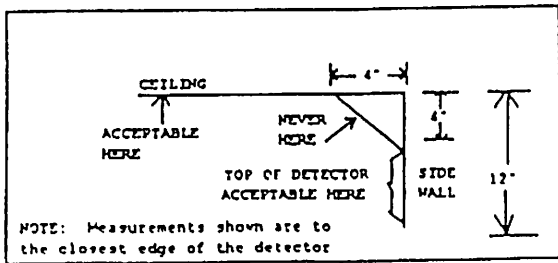 4"
CEILING
ACCEPTABLE
HERE
NEVER
HERE
4"
TOP OF DETECTOR
ACCEPTABLE HERE
SIDE
WALL
12"
NOTE: Measurements shown are to
the closest edge of the detector